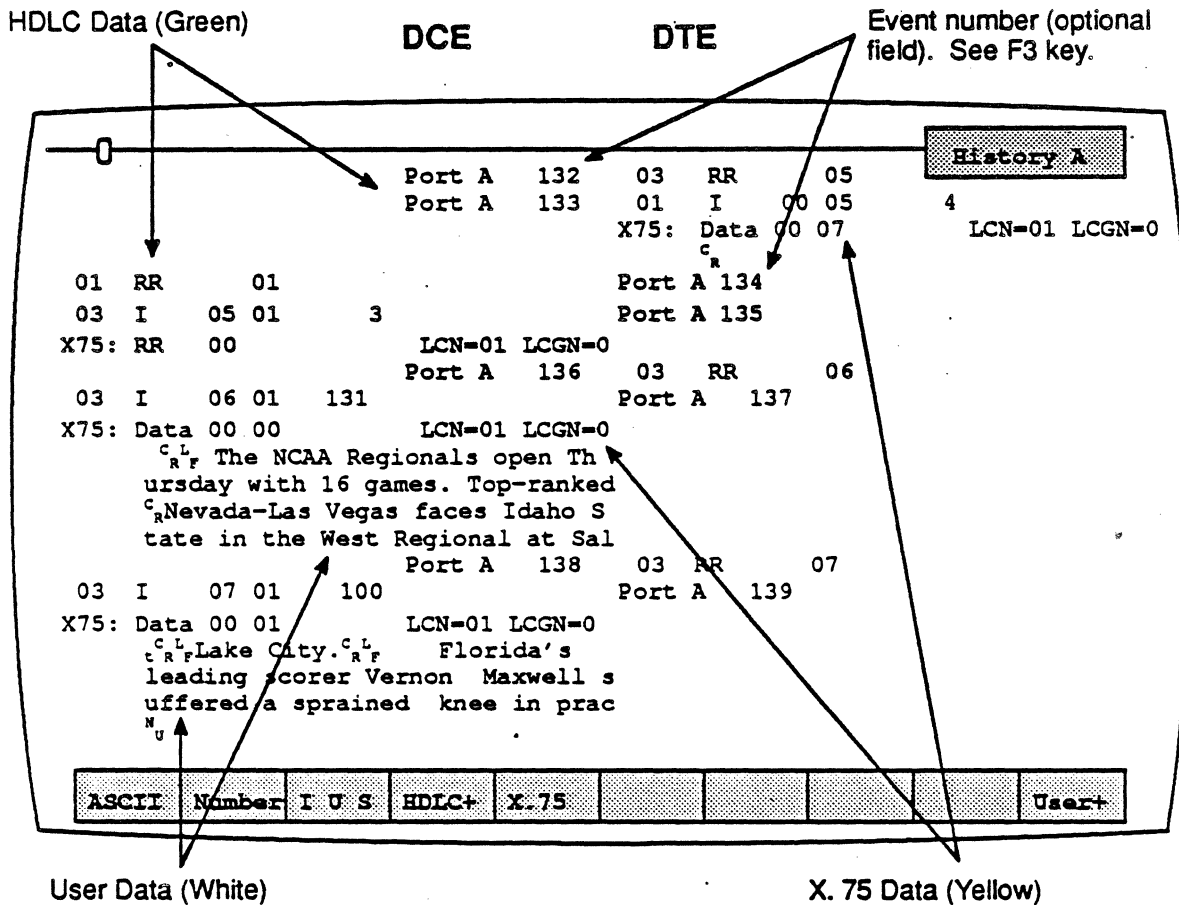 HDLC Data (Green)
DCE DTE
Event number (optional
field). See F3 key.
History A
Port A 132 03 RR 05
Port A 133 01 I 00 05 4
X75: Data 00 07 LCN=01 LCGN=0
CR
01 RR 01 Port A 134
03 I 05 01 3 Port A 135
X75: RR 00 LCN=01 LCGN=0
Port A 136 03 RR 06
03 I 06 01 131 Port A 137
X75: Data 00 00 LCN=01 LCGN=0
CRLF The NCAA Regionals open Th
ursday with 16 games. Top-ranked
CRNevada-Las Vegas faces Idaho S
tate in the West Regional at Sal
Port A 138 03 RR 07
03 I 07 01 100 Port A 139
X75: Data 00 01 LCN=01 LCGN=0
tCRLFLake City.CRLF Florida's
leading scorer Vernon Maxwell s
uffered a sprained knee in prac
NU
ASCII Number I U S HDLC+ X.75 User+
User Data (White)
X. 75 Data (Yellow)